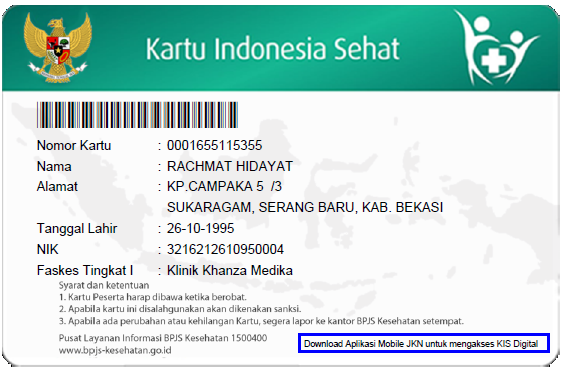 Kartu Indonesia Sehat
Nomor Kartu : 0001655115355
Nama : RACHMAT HIDAYAT
Alamat : KP.CAMPAKA 5 /3
SUKARAGAM, SERANG BARU, KAB. BEKASI
Tanggal Lahir : 26-10-1995
NIK : 3216212610950004
Faskes Tingkat I : Klinik Khanza Medika
Syarat dan ketentuan
1. Kartu Peserta harap dibawa ketika berobat.
2. Apabila kartu ini disalahgunakan akan dikenakan sanksi.
3. Apabila ada perubahan atau kehilangan Kartu, segera lapor ke kantor BPJS Kesehatan setempat.
Pusat Layanan Informasi BPJS Kesehatan 1500400
www.bpjs-kesehatan.go.id
Download Aplikasi Mobile JKN untuk mengakses KIS Digital